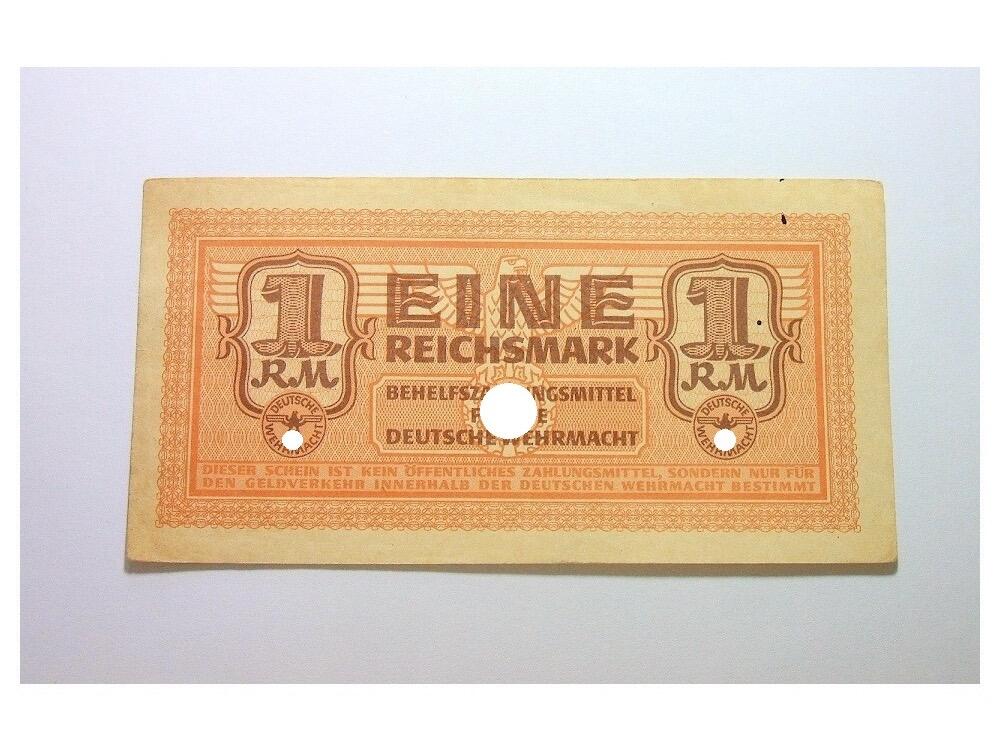 1
RM
DEUTSCHE
WEHRMACHT
EINE
REICHSMARK
DEUTSCHE WEHRMACHT
1
RM
DEUTSCHE
WEHRMACHT
DIESER SCHEIN IST KEIN ÖFFENTLICHES ZAHLUNGSMITTEL, SONDERN NUR FÜR
DEN GELDVERKEHR INNERHALB DER DEUTSCHEN WEHRMACHT BESTIMMT